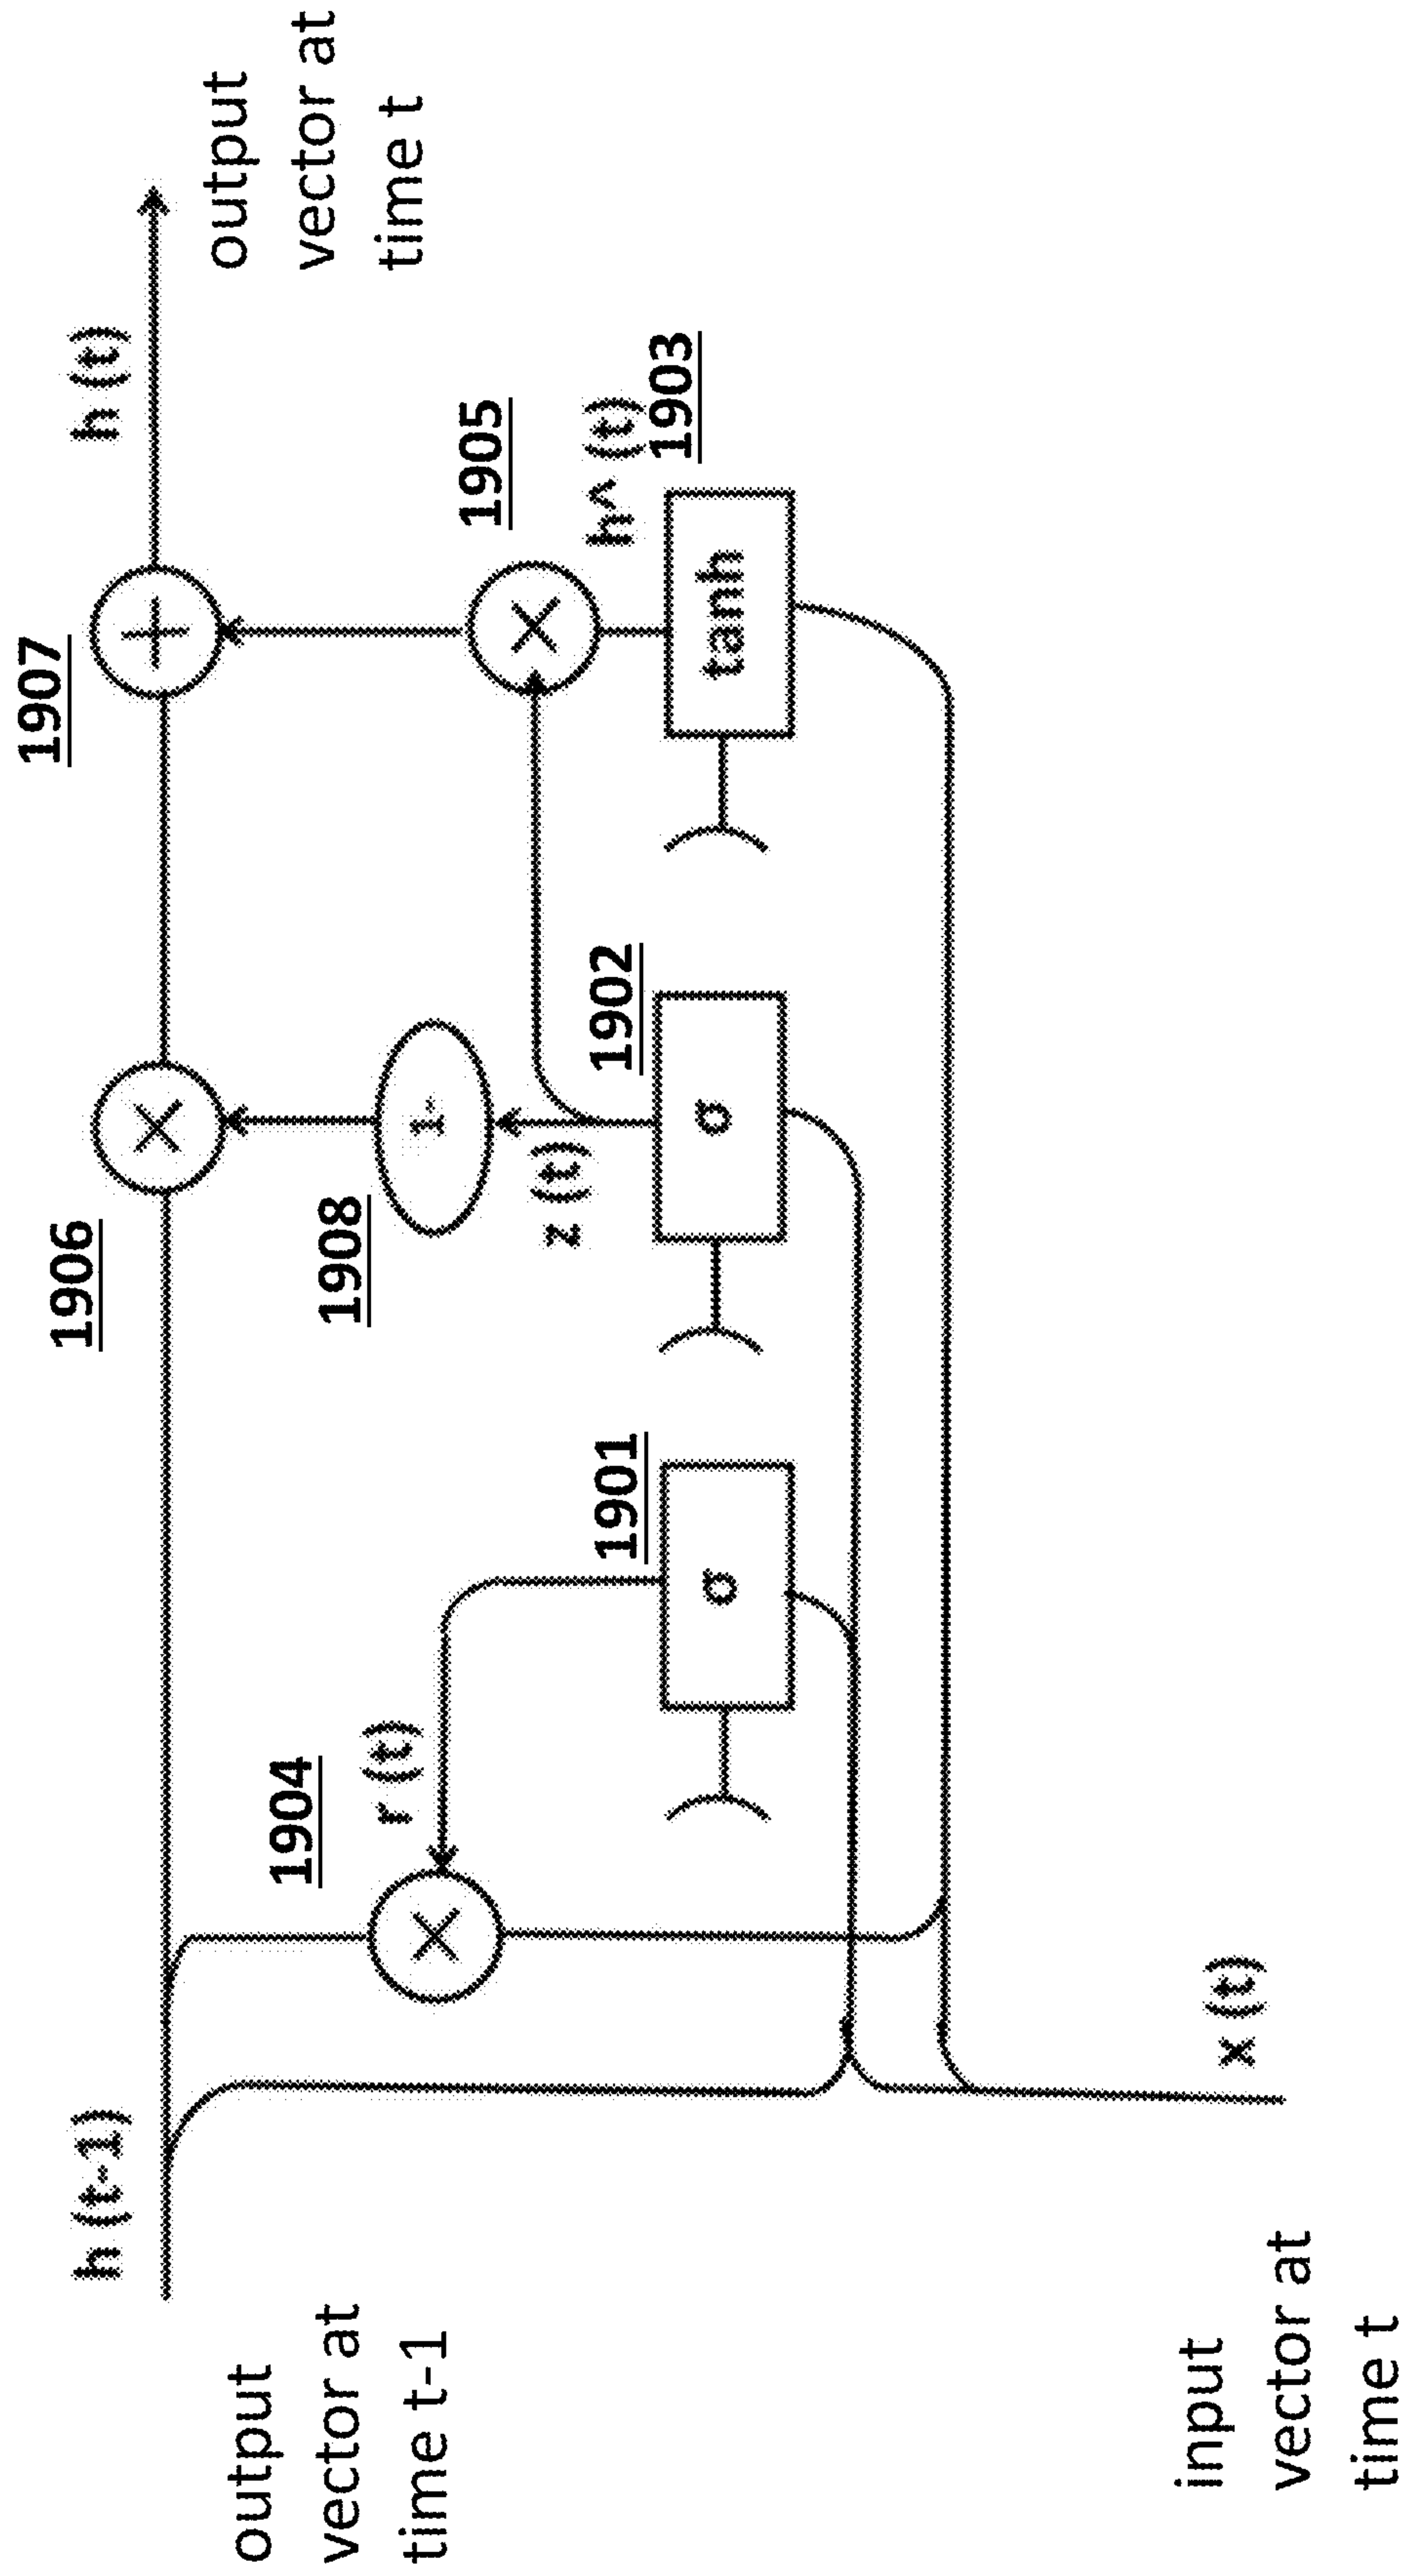 h (t-1)
output
vector at
time t-1
1906
1907
h (t)
output
vector at
time t
1904
r (t)
1908
1-
z (t)
1905
h^ (t)
1901
σ
1902
σ
1903
tanh
x (t)
input
vector at
time t